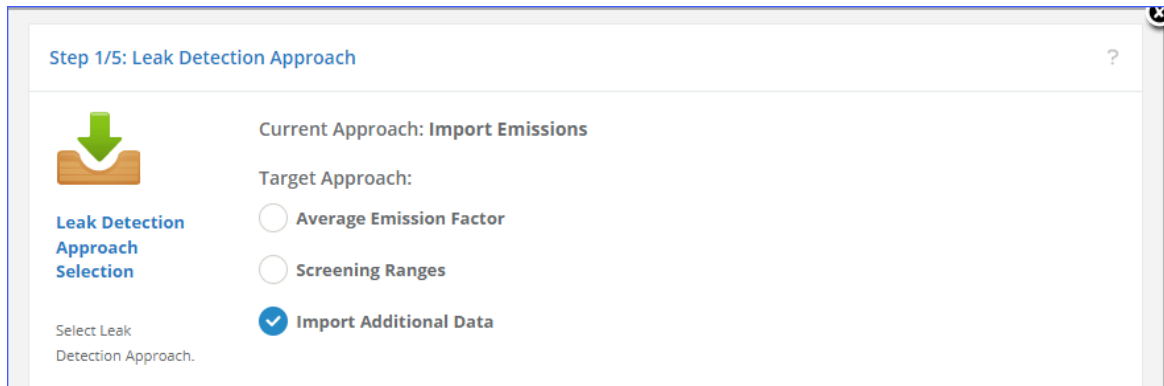 Step 1/5: Leak Detection Approach
?
Current Approach: Import Emissions
Target Approach:
Average Emission Factor
Screening Ranges
Import Additional Data
Leak Detection
Approach
Selection
Select Leak
Detection Approach.